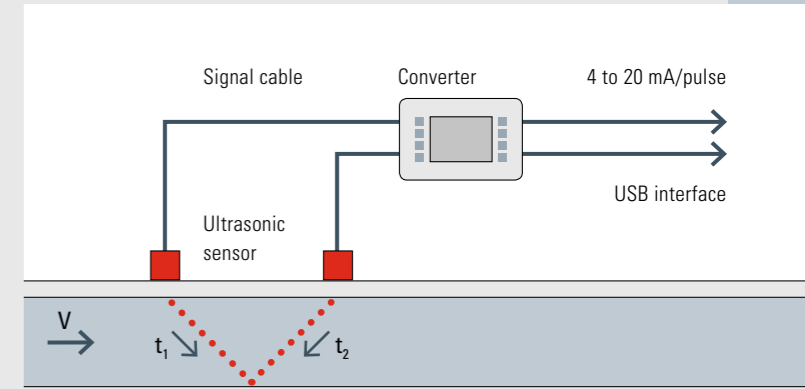 Signal cable
Converter
4 to 20 mA/pulse
USB interface
Ultrasonic
sensor
V
t₁
t₂